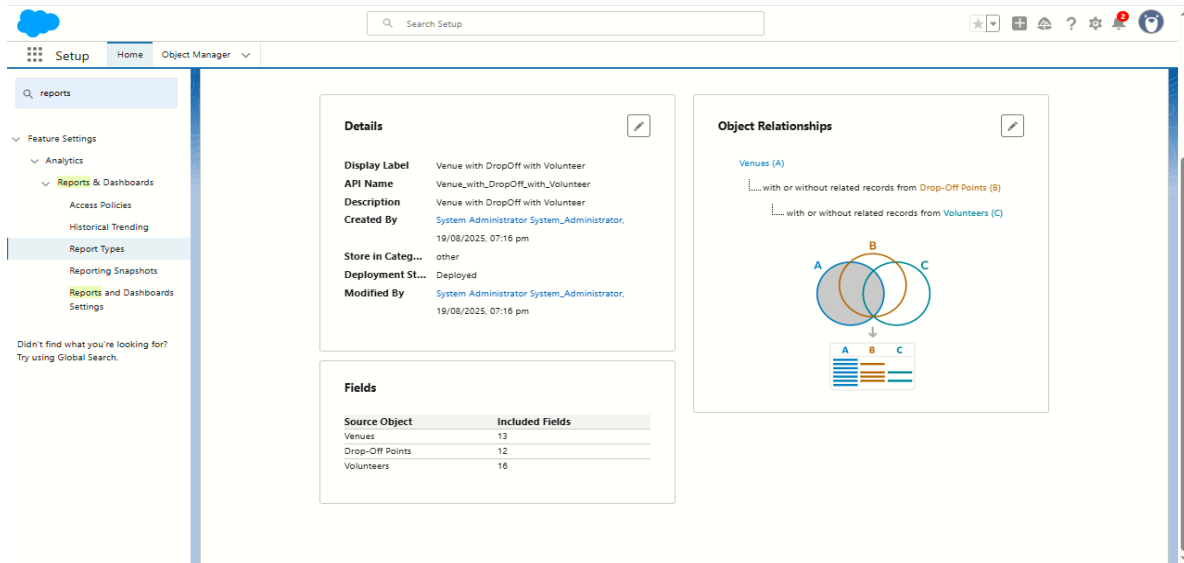 Search Setup
2
Setup
Home
Object Manager
reports
Feature Settings
Analytics
Reports & Dashboards
Access Policies
Historical Trending
Report Types
Reporting Snapshots
Reports and Dashboards
Settings
Didn't find what you're looking for?
Try using Global Search.
Details
Display Label Venue with DropOff with Volunteer
API Name Venue_with_DropOff_with_Volunteer
Description Venue with DropOff with Volunteer
Created By System Administrator System_Administrator,
19/08/2025, 07:16 pm
Store in Categ... other
Deployment St... Deployed
Modified By System Administrator System_Administrator,
19/08/2025, 07:16 pm
Fields
Source Object Included Fields
Venues 13
Drop-Off Points 12
Volunteers 16
Object Relationships
Venues (A)
with or without related records from Drop-Off Points (B)
with or without related records from Volunteers (C)
B
A C
A B C